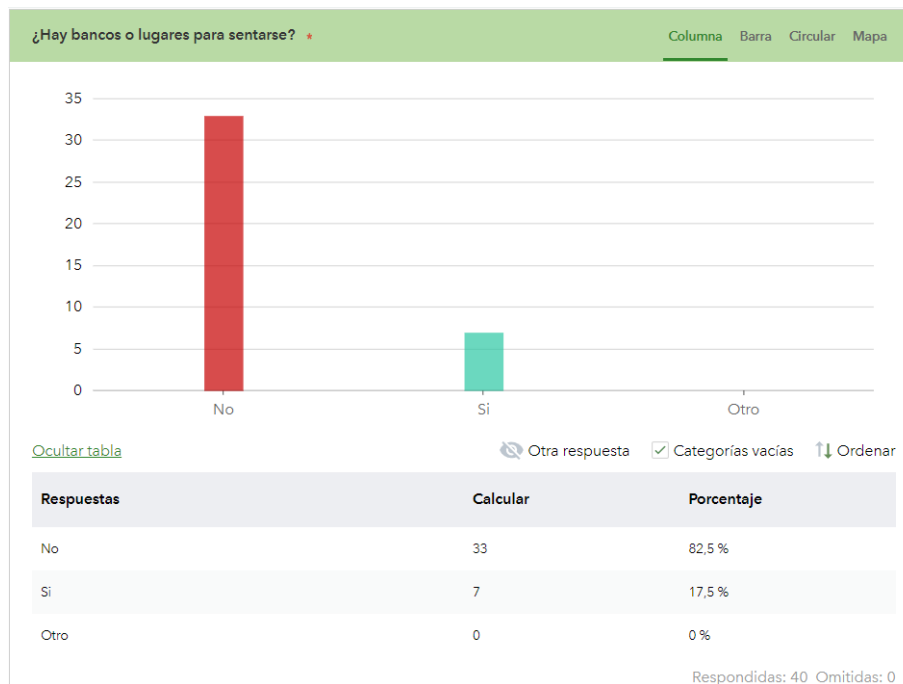 ¿Hay bancos o lugares para sentarse? *
Columna Barra Circular Mapa
35
30
25
20
15
10
5
0
No Si Otro
Ocultar tabla
Otra respuesta Categorías vacías Ordenar
Respuestas Calcular Porcentaje
No 33 82,5 %
Si 7 17,5 %
Otro 0 0 %
Respondidas: 40 Omitidas: 0